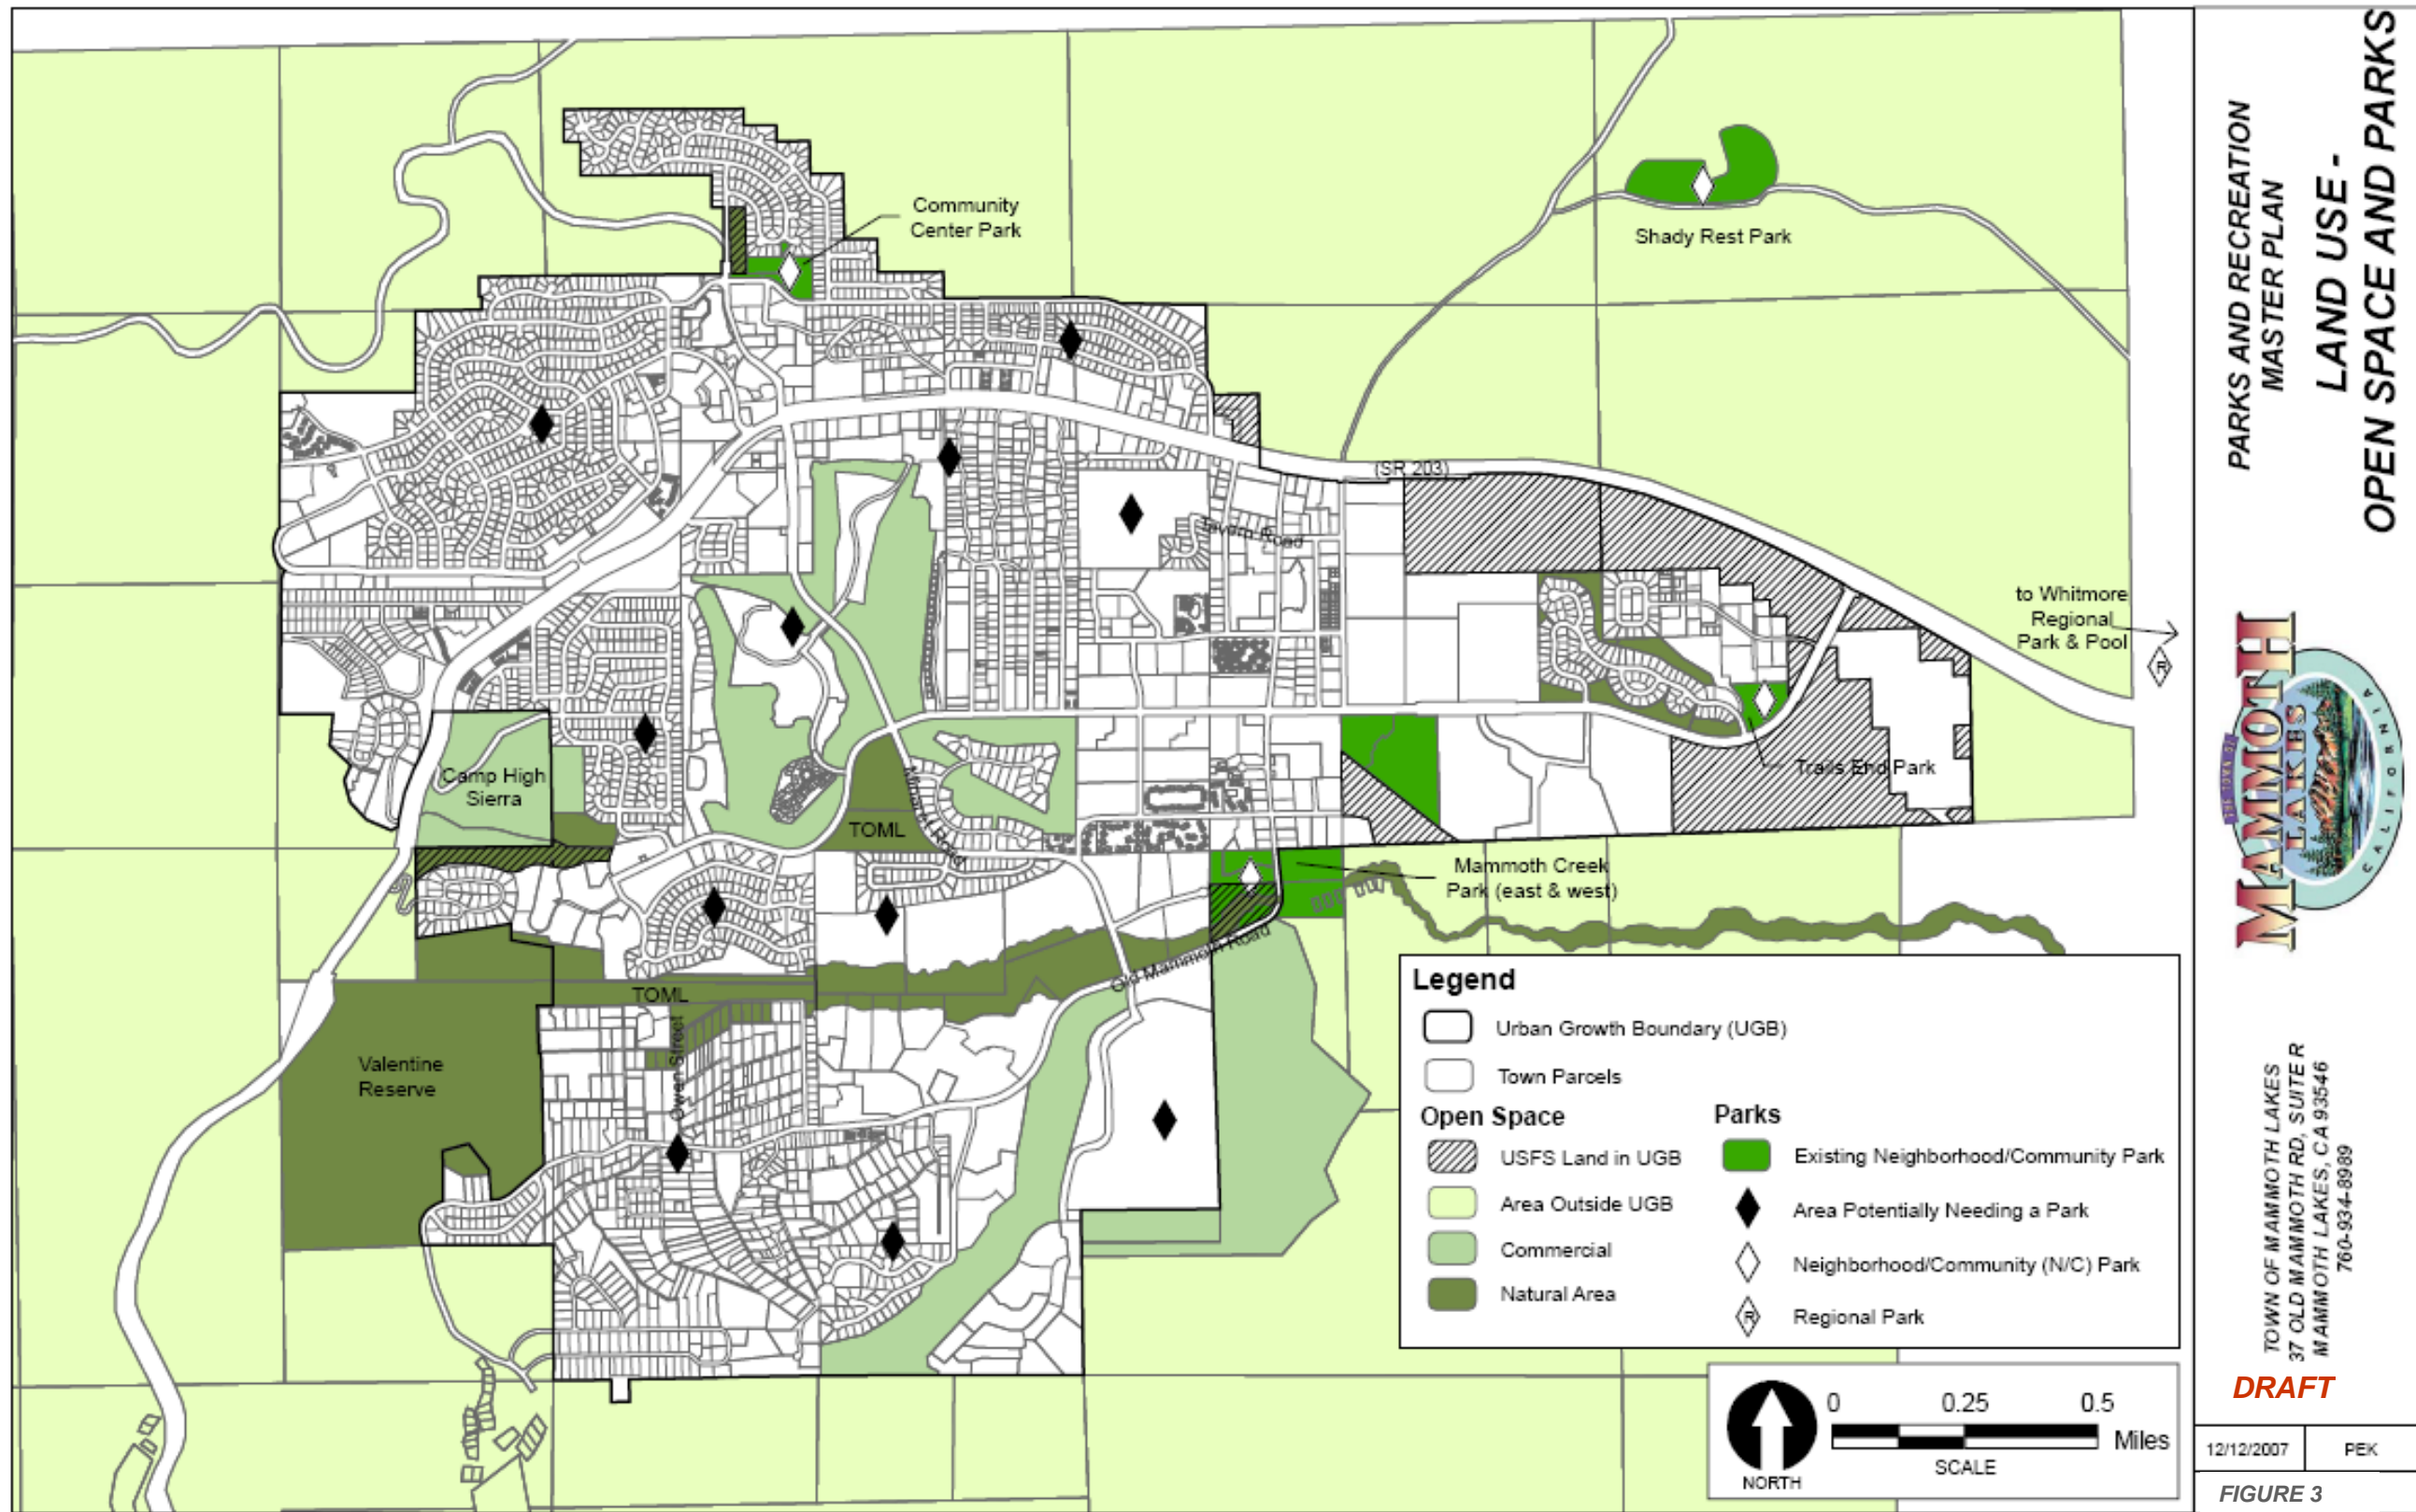 Community
Center Park
Shady Rest Park
(SR 203)
Tavern Road
to Whitmore
Regional
Park & Pool
R
Camp High
Sierra
Trails End Park
TOML
Minaret Road
Mammoth Creek
Park (east & west)
Old Mammoth Road
TOML
Owen Street
Valentine
Reserve
Legend
Urban Growth Boundary (UGB)
Town Parcels
Open Space
USFS Land in UGB
Area Outside UGB
Commercial
Natural Area
Parks
Existing Neighborhood/Community Park
Area Potentially Needing a Park
Neighborhood/Community (N/C) Park
R
Regional Park
NORTH
0 0.25 0.5
Miles
SCALE
PARKS AND RECREATION
MASTER PLAN
LAND USE -
OPEN SPACE AND PARKS
THE TOWN OF
MAMMOTH
LAKES
CALIFORNIA
TOWN OF MAMMOTH LAKES
37 OLD MAMMOTH RD, SUITE R
MAMMOTH LAKES, CA 93546
760-934-8989
DRAFT
12/12/2007 PEK
FIGURE 3